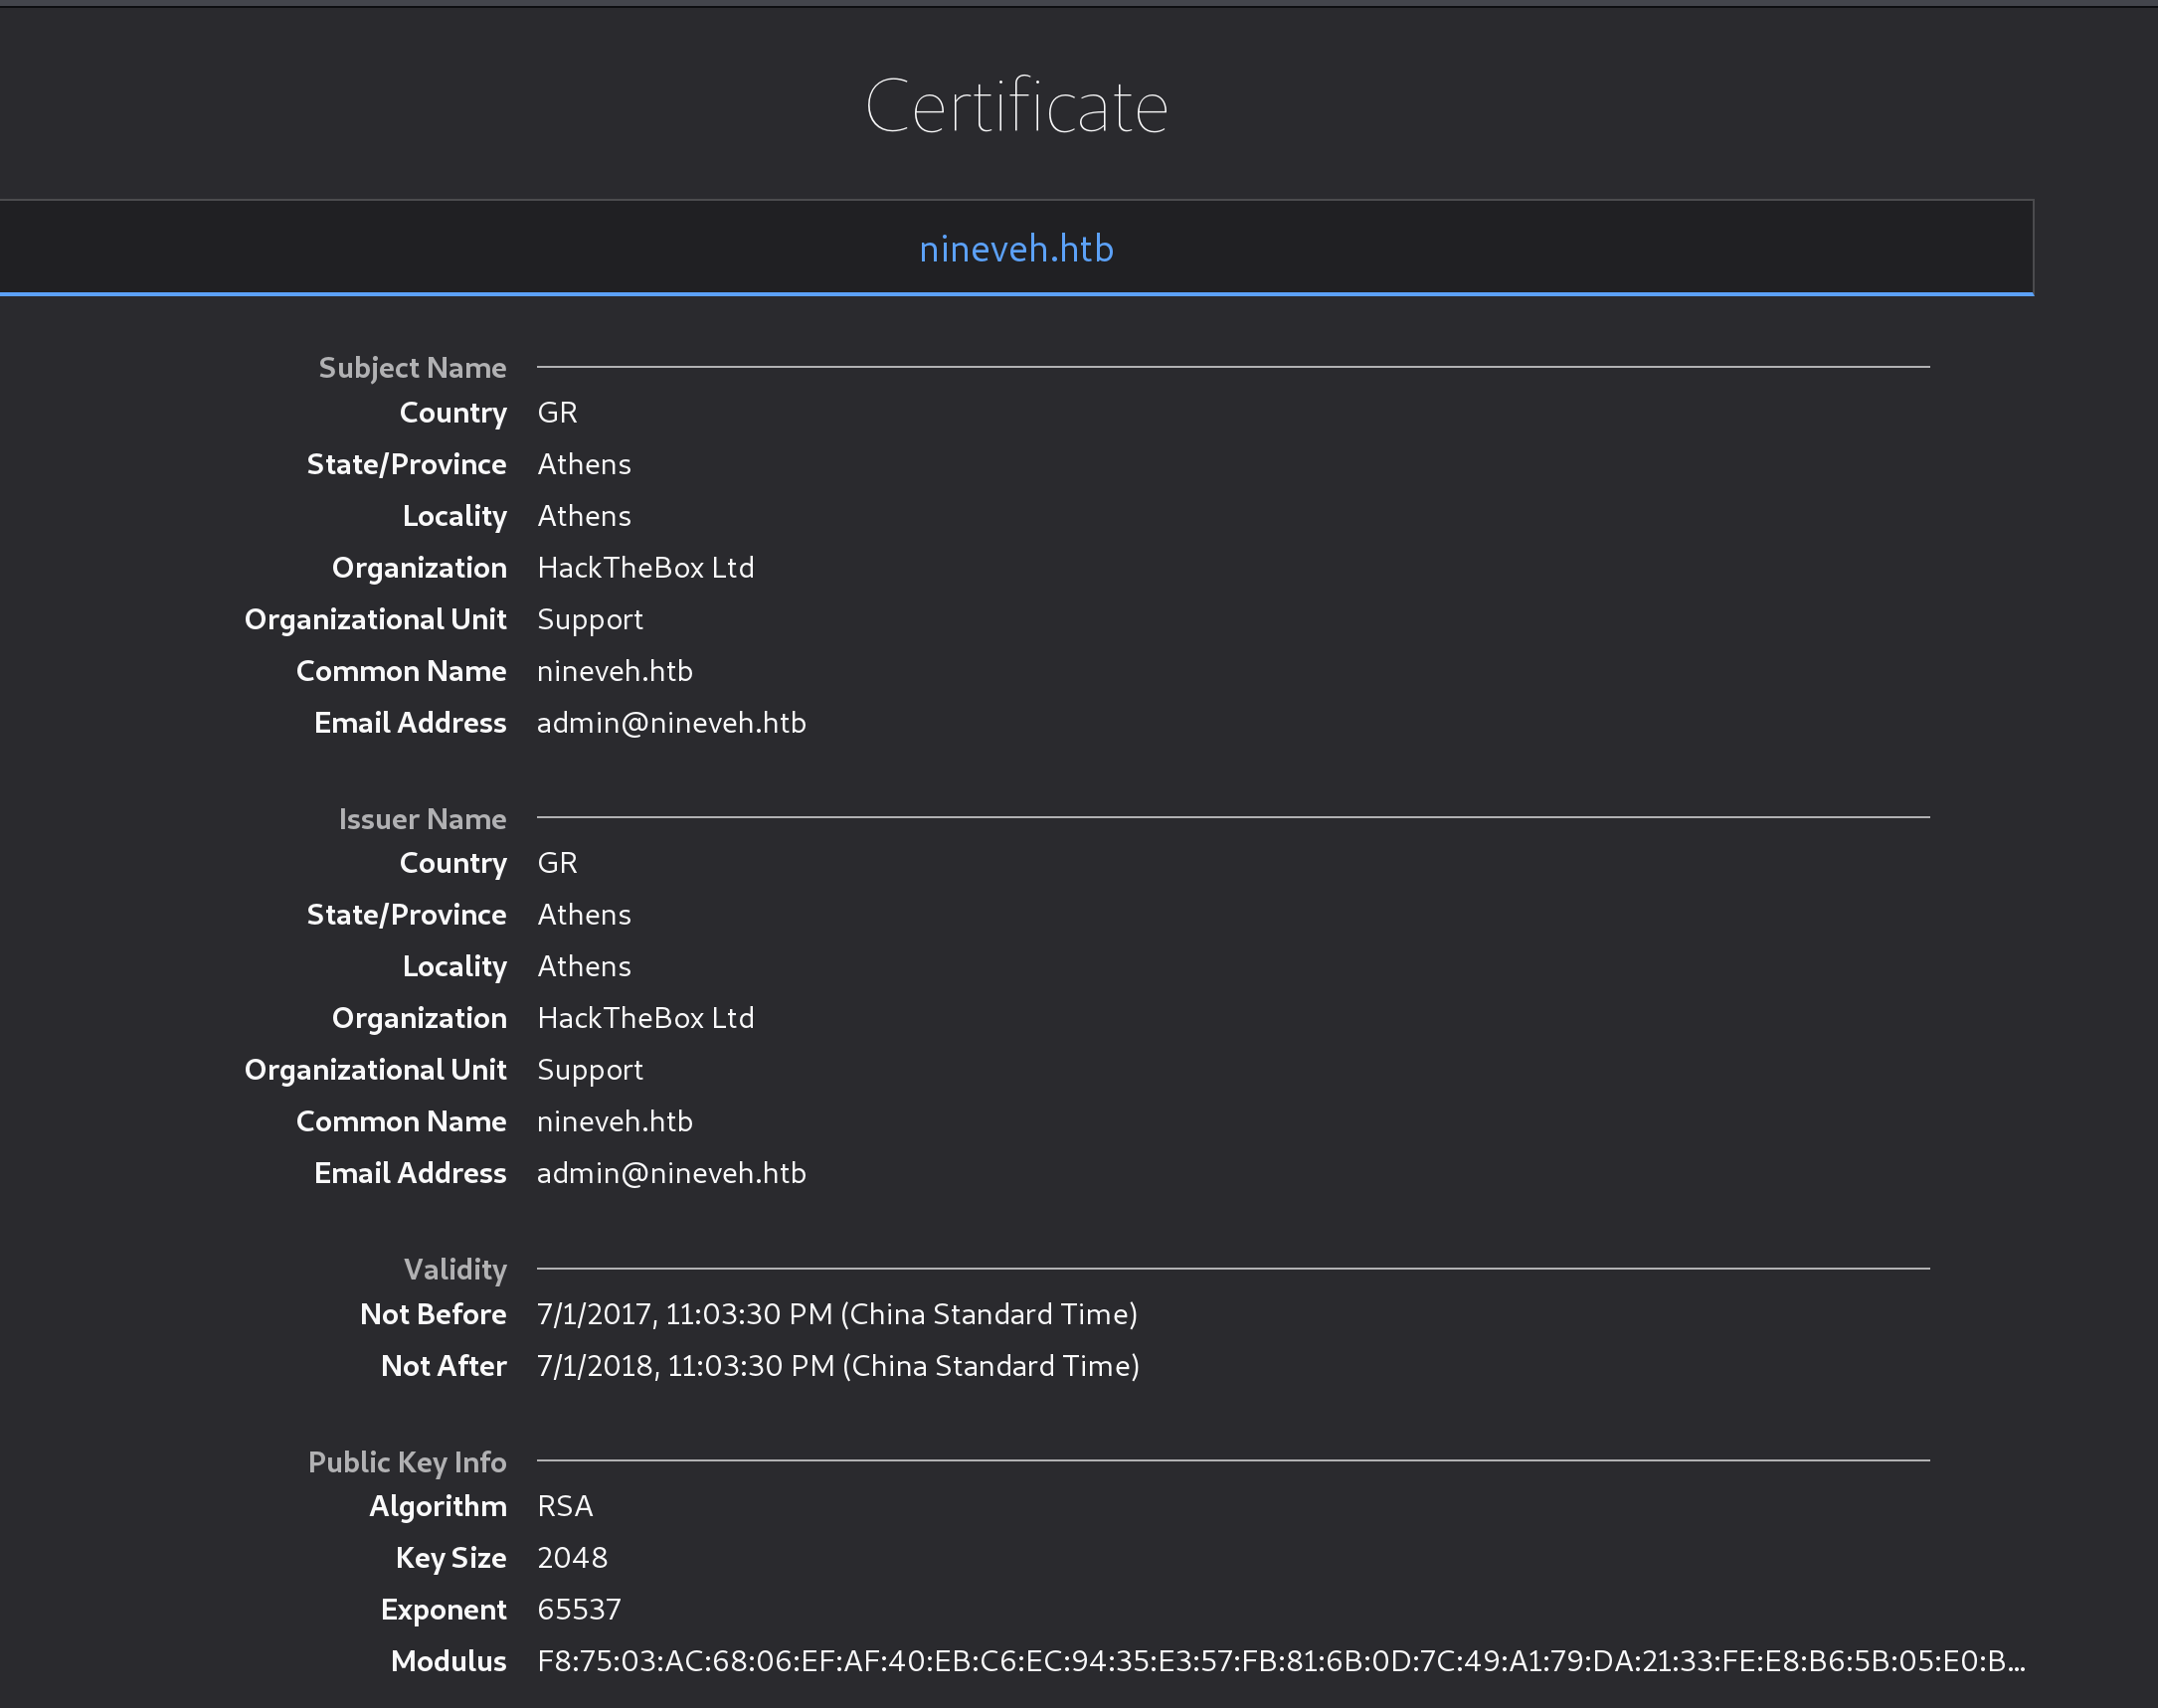 Certificate
nineveh.htb
Subject Name
Country GR
State/Province Athens
Locality Athens
Organization HackTheBox Ltd
Organizational Unit Support
Common Name nineveh.htb
Email Address admin@nineveh.htb
Issuer Name
Country GR
State/Province Athens
Locality Athens
Organization HackTheBox Ltd
Organizational Unit Support
Common Name nineveh.htb
Email Address admin@nineveh.htb
Validity
Not Before 7/1/2017, 11:03:30 PM (China Standard Time)
Not After 7/1/2018, 11:03:30 PM (China Standard Time)
Public Key Info
Algorithm RSA
Key Size 2048
Exponent 65537
Modulus F8:75:03:AC:68:06:EF:AF:40:EB:C6:EC:94:35:E3:57:FB:81:6B:0D:7C:49:A1:79:DA:21:33:FE:E8:B6:5B:05:E0:B...